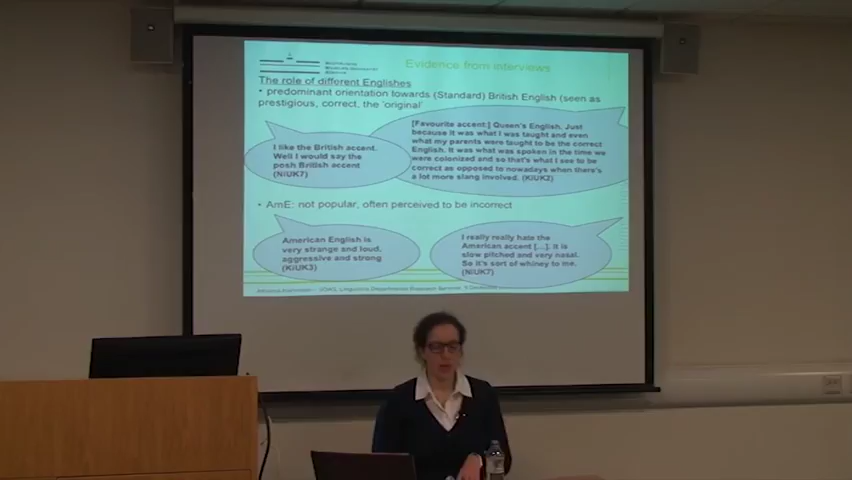 Evidence from interviews
The role of different Englishes
• predominant orientation towards (Standard) British English (seen as
prestigious, correct, the 'original'
[Favourite accent:] Queen's English. Just
because it was what I was taught and even
what my parents were taught to be the correct
English. It was what was spoken in the time we
were colonized and so that's what I see to be
correct as opposed to nowadays when there's
a lot more slang involved. (KiUK2)
I like the British accent.
Well I would say the
posh British accent
(NiUK7)
• AmE: not popular, often perceived to be incorrect
American English is
very strange and loud,
aggressive and strong
(KiUK3)
I really really hate the
American accent [...]. It is
slow pitched and very nasal.
So it's sort of whiney to me.
(NiUK7)
Linguistics Departmental Research Seminar